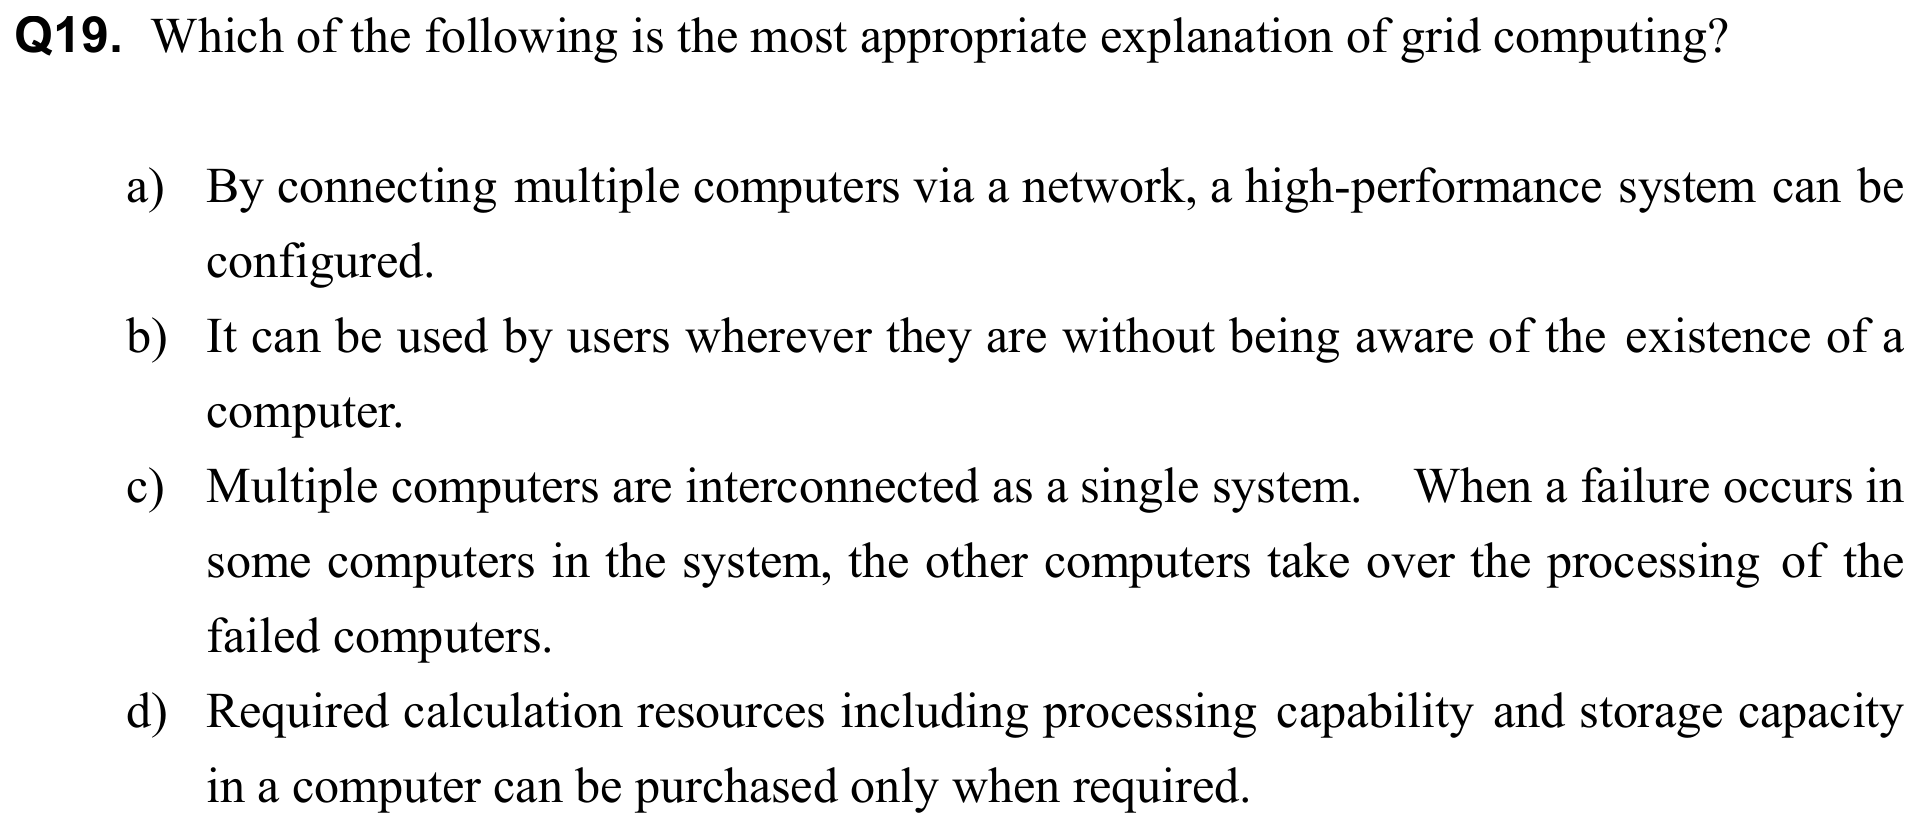 Q19. Which of the following is the most appropriate explanation of grid computing?
a) By connecting multiple computers via a network, a high-performance system can be
configured.
b) It can be used by users wherever they are without being aware of the existence of a
computer.
c) Multiple computers are interconnected as a single system. When a failure occurs in
some computers in the system, the other computers take over the processing of the
failed computers.
d) Required calculation resources including processing capability and storage capacity
in a computer can be purchased only when required.